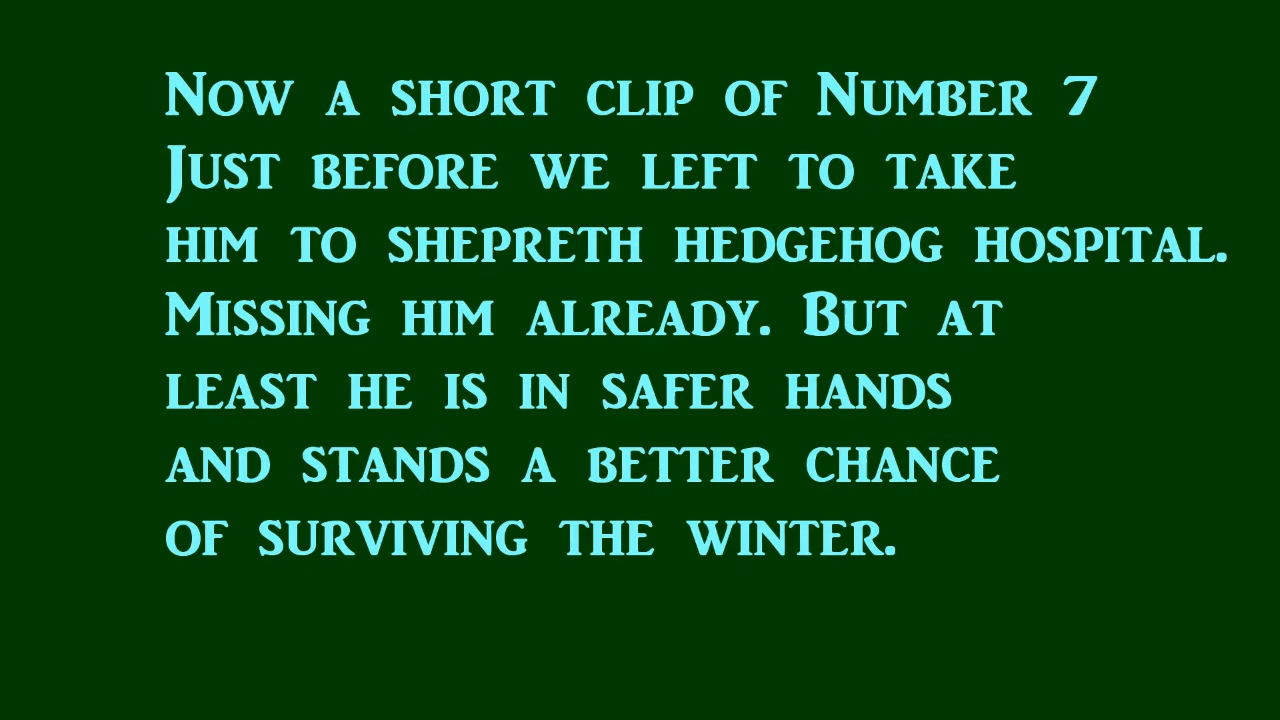 Now a short clip of Number 7
Just before we left to take
him to shepreth hedgehog hospital.
Missing him already. But at
least he is in safer hands
and stands a better chance
of surviving the winter.